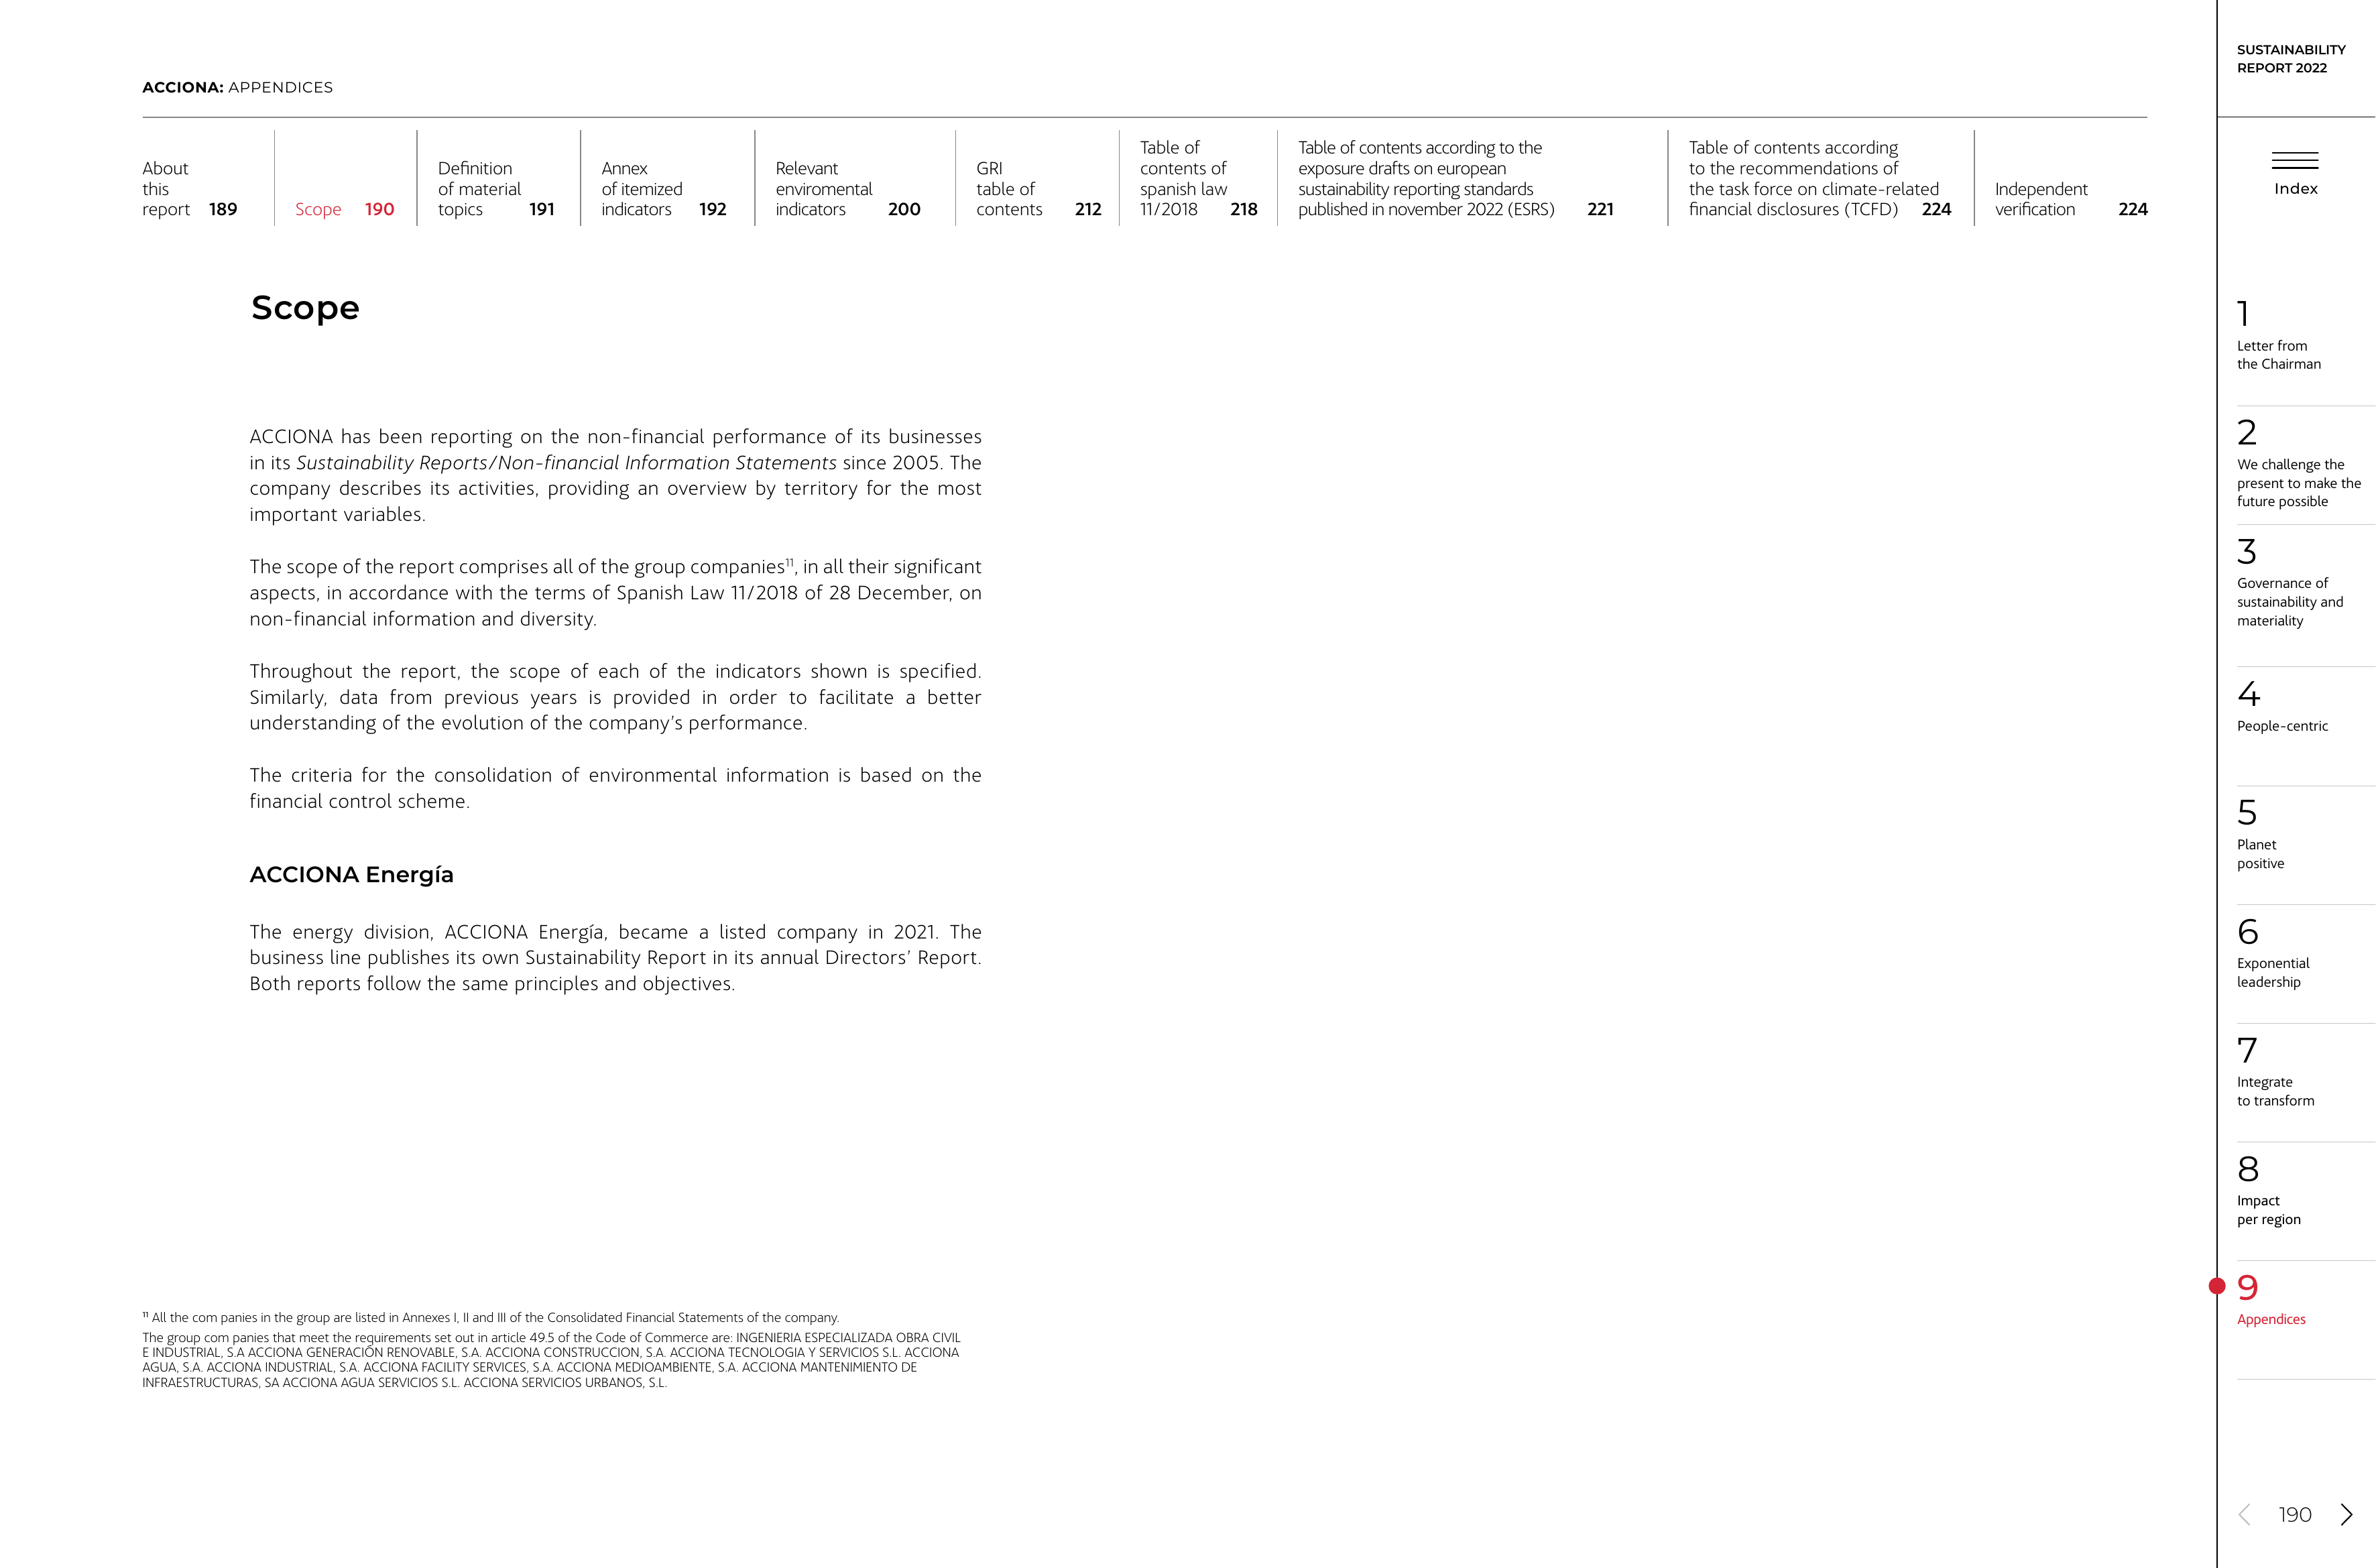 ACCIONA: APPENDICES
About
this
report 189
Scope 190
Definition
of material
topics 191
Annex
of itemized
indicators 192
Relevant
enviromental
indicators 200
GRI
table of
contents 212
Table of
contents of
spanish law
11/2018 218
Table of contents according to the
exposure drafts on european
sustainability reporting standards
published in november 2022 (ESRS) 221
Table of contents according
to the recommendations of
the task force on climate-related
financial disclosures (TCFD) 224
Independent
verification 224
Scope
ACCIONA has been reporting on the non-financial performance of its businesses
in its Sustainability Reports/Non-financial Information Statements since 2005. The
company describes its activities, providing an overview by territory for the most
important variables.
The scope of the report comprises all of the group companies¹¹, in all their significant
aspects, in accordance with the terms of Spanish Law 11/2018 of 28 December, on
non-financial information and diversity.
Throughout the report, the scope of each of the indicators shown is specified.
Similarly, data from previous years is provided in order to facilitate a better
understanding of the evolution of the company’s performance.
The criteria for the consolidation of environmental information is based on the
financial control scheme.
ACCIONA Energía
The energy division, ACCIONA Energía, became a listed company in 2021. The
business line publishes its own Sustainability Report in its annual Directors’ Report.
Both reports follow the same principles and objectives.
¹¹ All the com panies in the group are listed in Annexes I, II and III of the Consolidated Financial Statements of the company.
The group com panies that meet the requirements set out in article 49.5 of the Code of Commerce are: INGENIERIA ESPECIALIZADA OBRA CIVIL
E INDUSTRIAL, S.A ACCIONA GENERACIÓN RENOVABLE, S.A. ACCIONA CONSTRUCCION, S.A. ACCIONA TECNOLOGIA Y SERVICIOS S.L. ACCIONA
AGUA, S.A. ACCIONA INDUSTRIAL, S.A. ACCIONA FACILITY SERVICES, S.A. ACCIONA MEDIOAMBIENTE, S.A. ACCIONA MANTENIMIENTO DE
INFRAESTRUCTURAS, SA ACCIONA AGUA SERVICIOS S.L. ACCIONA SERVICIOS URBANOS, S.L.
SUSTAINABILITY
REPORT 2022
Index
1
Letter from
the Chairman
2
We challenge the
present to make the
future possible
3
Governance of
sustainability and
materiality
4
People-centric
5
Planet
positive
6
Exponential
leadership
7
Integrate
to transform
8
Impact
per region
9
Appendices
190